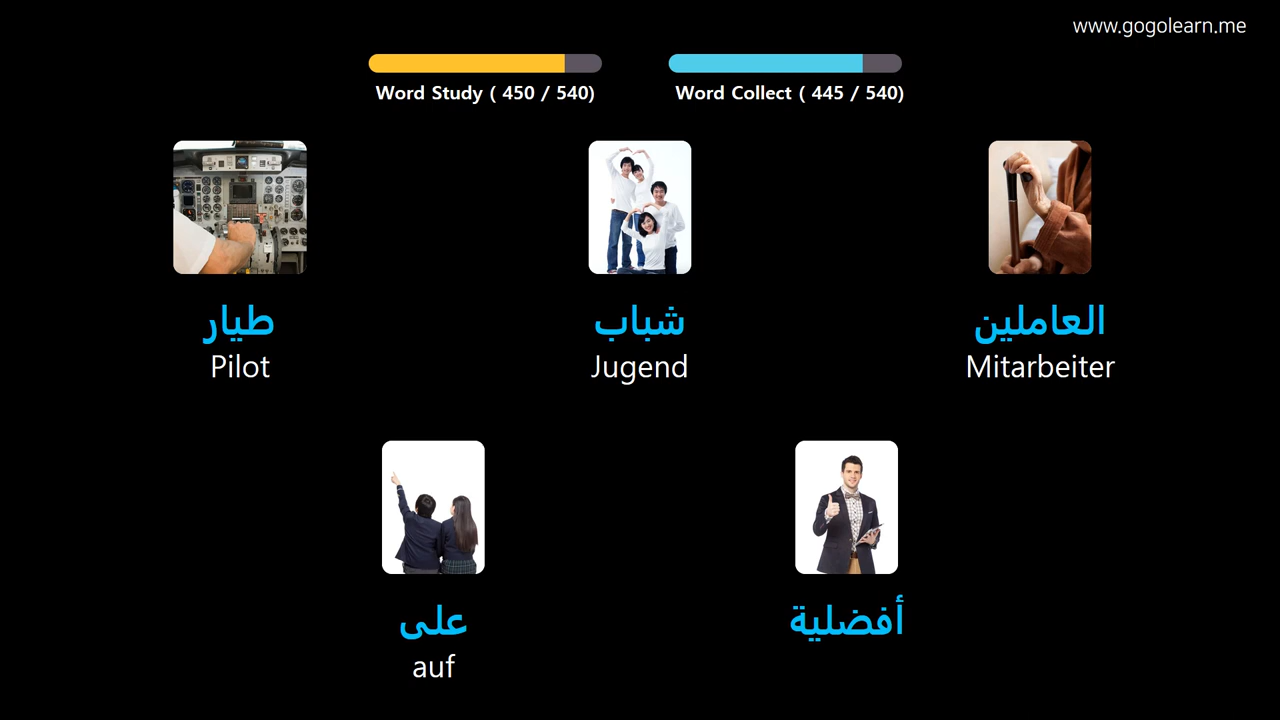 www.gogolearn.me
Word Study ( 450 / 540)
Word Collect ( 445 / 540)
طيار
Pilot
شباب
Jugend
العاملين
Mitarbeiter
على
auf
أفضلية